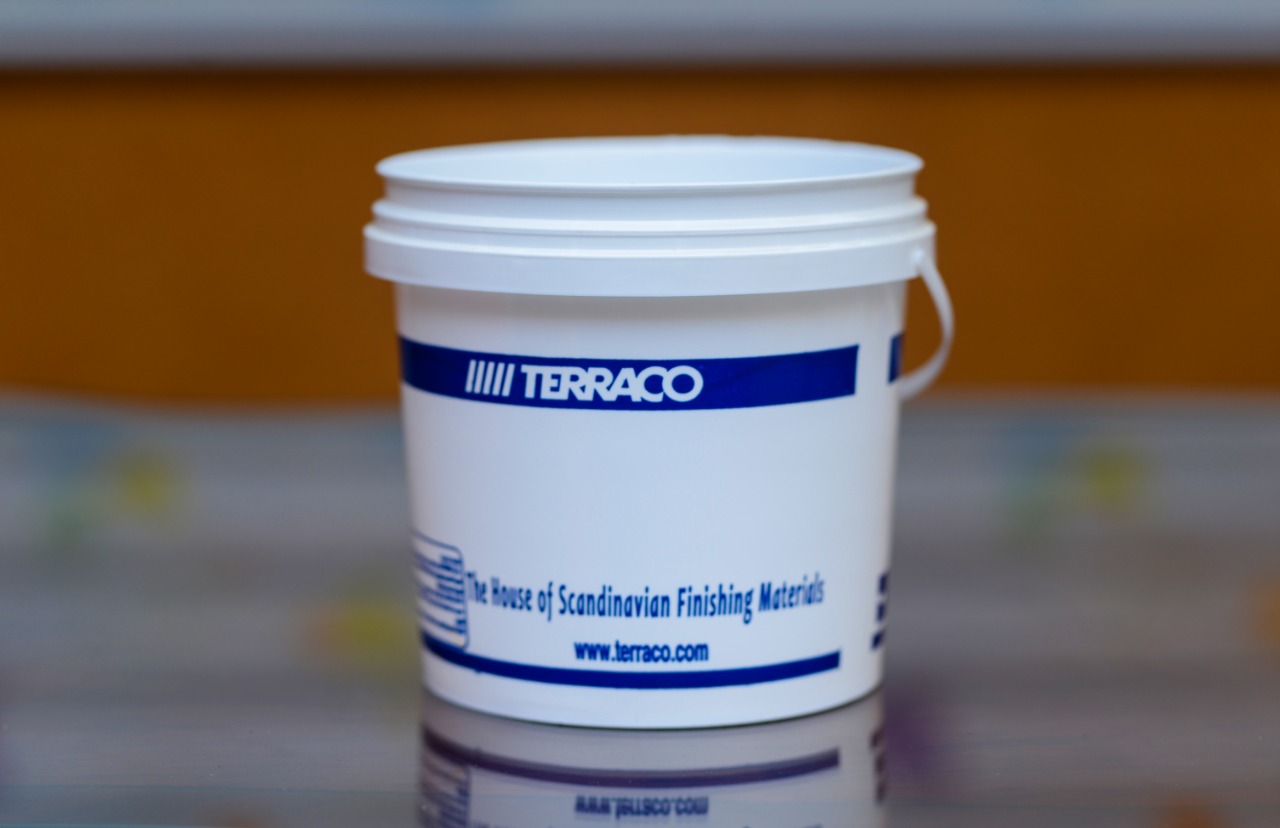 TERRACO
The House of Scandinavian Finishing Materials
www.terraco.com